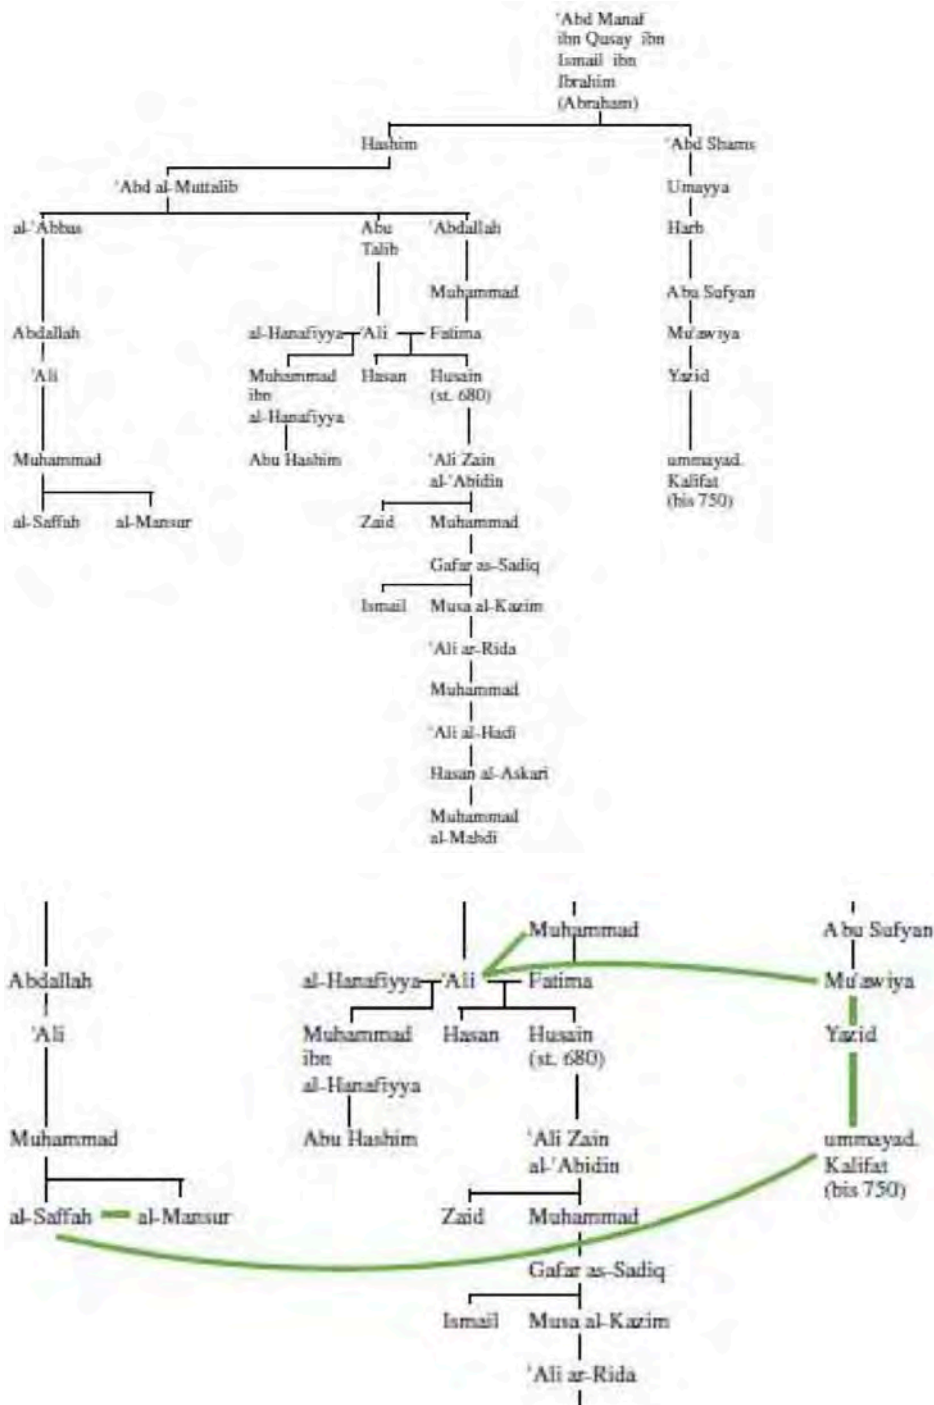 'Abd Manaf
ibn Qusay ibn
Ismail ibn
Ibrahim
(Abraham)
Hashim
'Abd Shams
'Abd al-Muttalib
Umayya
al-'Abbas
Abu
Talib
'Abdallah
Harb
Muhammad
Abu Sufyan
Abdallah
al-Hanafiyya
'Ali
Fatima
Mu'awiya
'Ali
Muhammad
ibn
al-Hanafiyya
Hasan
Husain
(st. 680)
Yazid
Muhammad
Abu Hashim
'Ali Zain
al-'Abidin
ummayad.
Kalifat
(bis 750)
al-Saffah
al-Mansur
Zaid
Muhammad
Gafar as-Sadiq
Ismail
Musa al-Kazim
'Ali ar-Rida
Muhammad
'Ali al-Hadi
Hasan al-Askari
Muhammad
al-Mahdi
Muhammad
Abu Sufyan
Abdallah
al-Hanafiyya
'Ali
Fatima
Mu'awiya
'Ali
Muhammad
ibn
al-Hanafiyya
Hasan
Husain
(st. 680)
Yazid
Muhammad
Abu Hashim
'Ali Zain
al-'Abidin
ummayad.
Kalifat
(bis 750)
al-Saffah
al-Mansur
Zaid
Muhammad
Gafar as-Sadiq
Ismail
Musa al-Kazim
'Ali ar-Rida